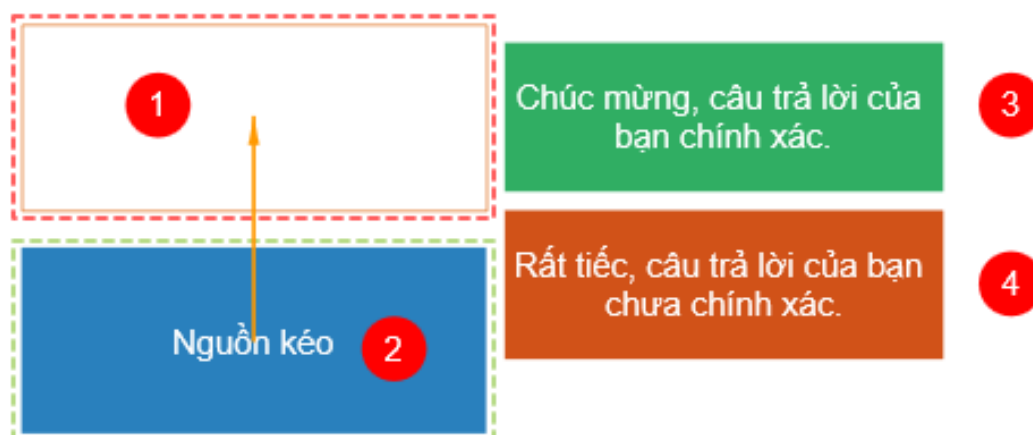 1
Chúc mừng, câu trả lời của
bạn chính xác.
3
Rất tiếc, câu trả lời của bạn
chưa chính xác.
4
Nguồn kéo
2